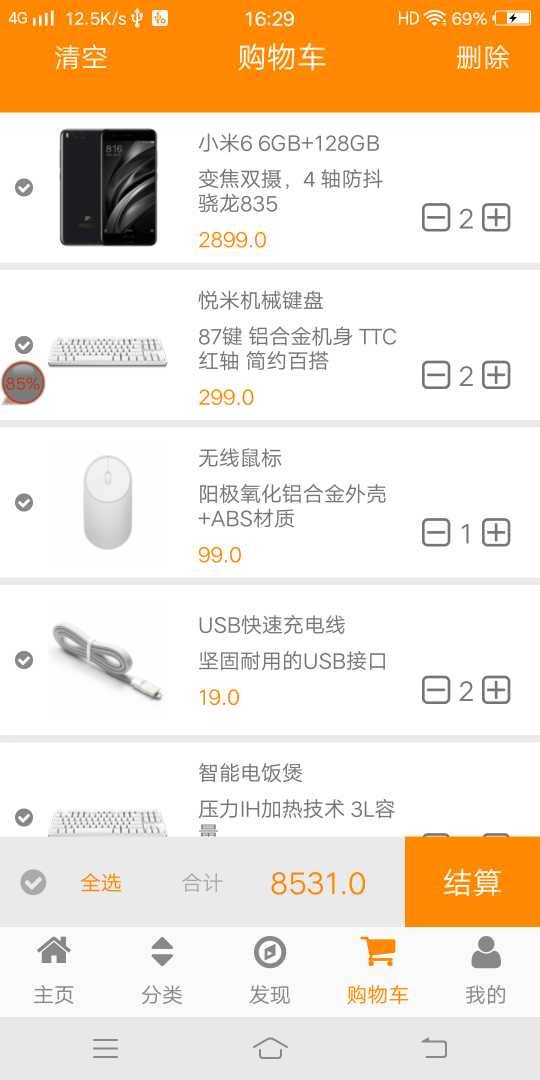 4G 12.5K/s 16:29 HD 69%
清空 购物车 删除
816
小米6 6GB+128GB
变焦双摄，4 轴防抖
骁龙835
2899.0
2
悦米机械键盘
87键 铝合金机身 TTC
红轴 简约百搭
299.0
2
85%
无线鼠标
阳极氧化铝合金外壳
+ABS材质
99.0
1
USB快速充电线
坚固耐用的USB接口
19.0
2
智能电饭煲
压力IH加热技术 3L容
量
全选 合计 8531.0 结算
主页 分类 发现 购物车 我的